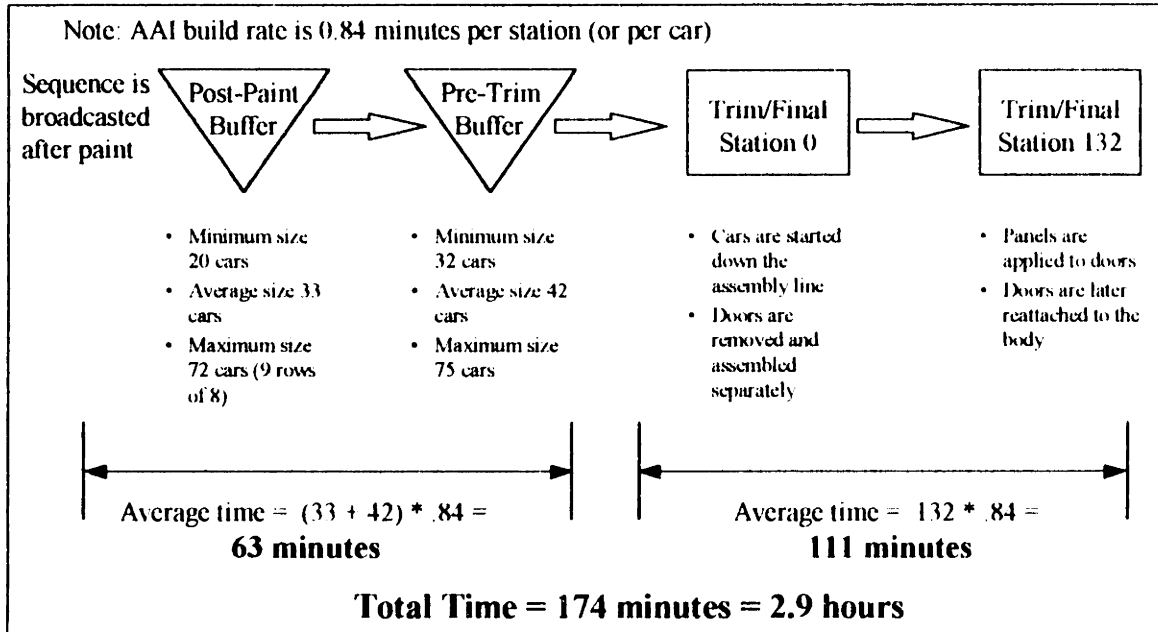 Note: AAI build rate is 0.84 minutes per station (or per car)
Sequence is
broadcasted
after paint
Post-Paint
Buffer
Pre-Trim
Buffer
Trim/Final
Station 0
Trim/Final
Station 132
• Minimum size
20 cars
• Average size 33
cars
• Maximum size
72 cars (9 rows
of 8)
• Minimum size
32 cars
• Average size 42
cars
• Maximum size
75 cars
• Cars are started
down the
assembly line
• Doors are
removed and
assembled
separately
• Panels are
applied to doors
• Doors are later
reattached to the
body
Average time = (33 + 42) * .84 =
63 minutes
Average time = 132 * .84 =
111 minutes
Total Time = 174 minutes = 2.9 hours